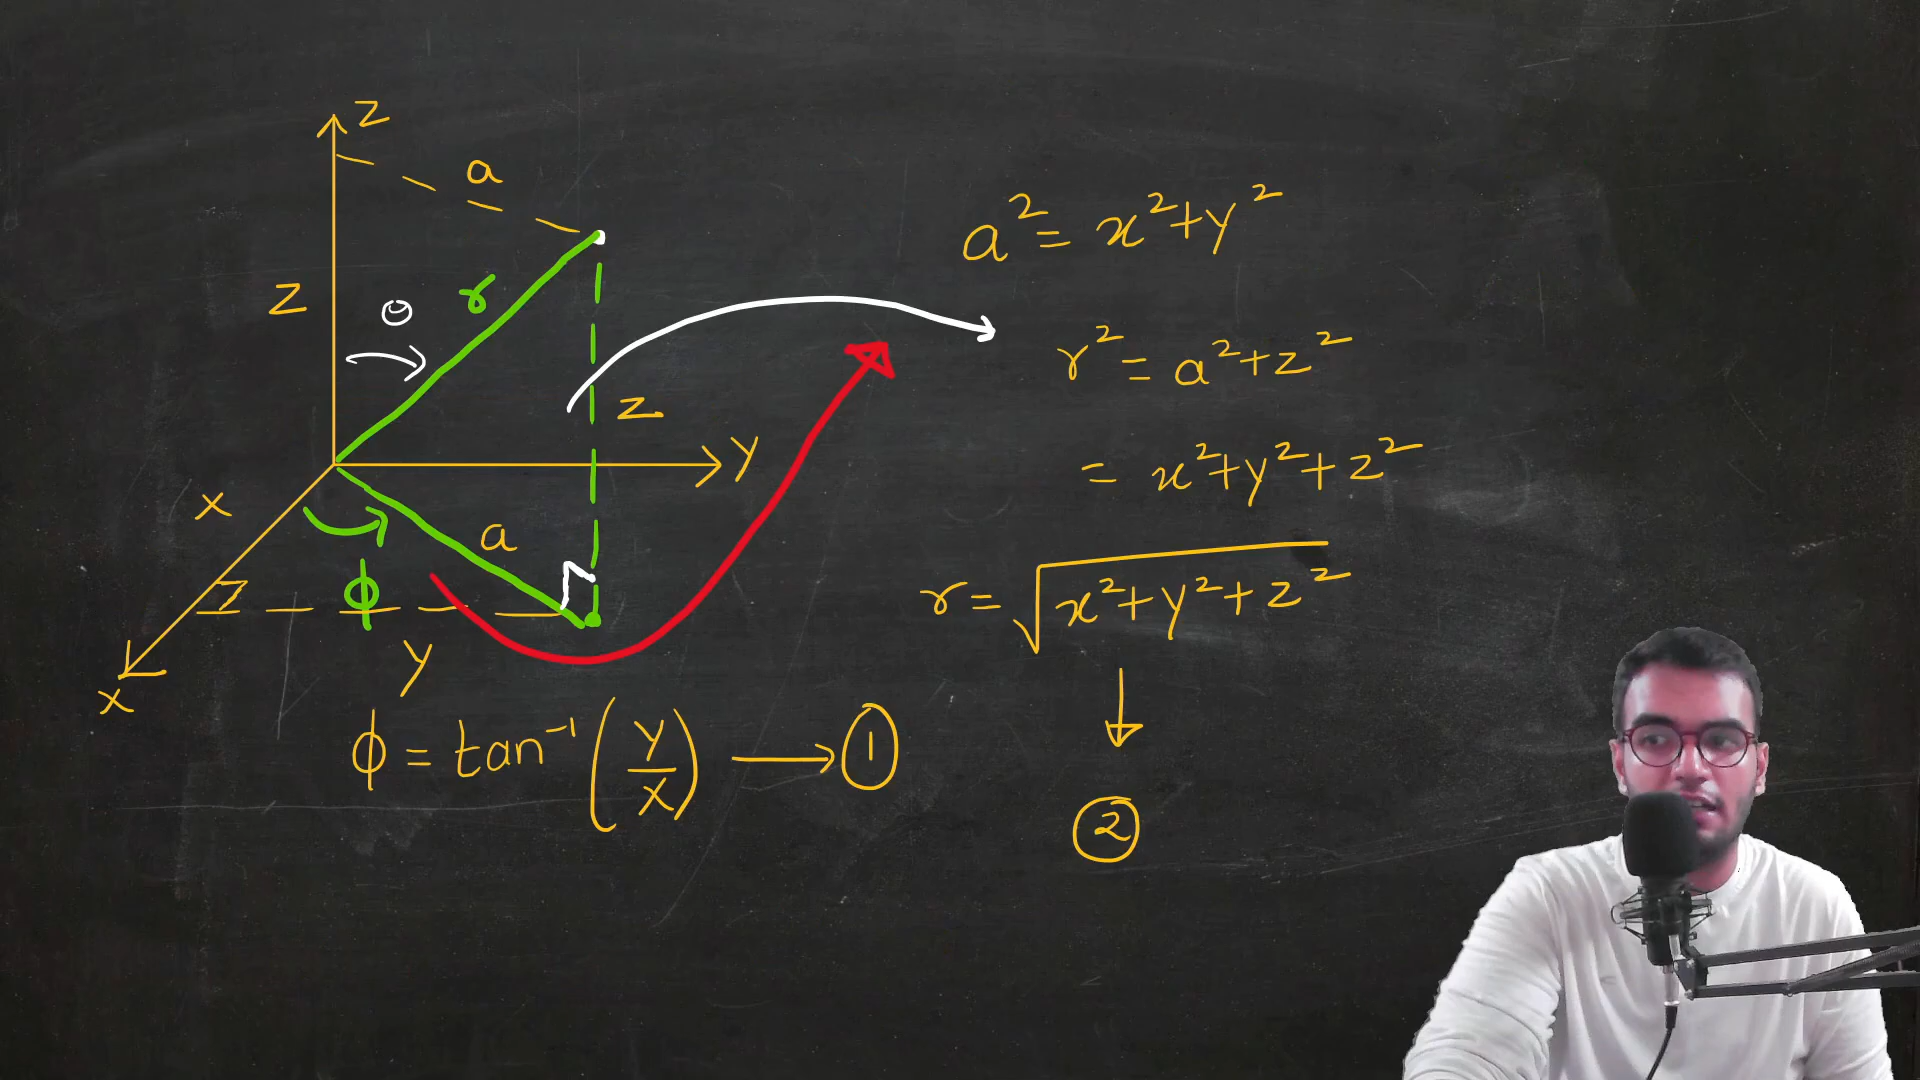 z
a
z
θ
r
z
y
x
a
ϕ
y
x
ϕ = tan⁻¹(y/x) → ①
a² = x²+y²
r² = a²+z²
= x²+y²+z²
r = √x²+y²+z²
↓
②